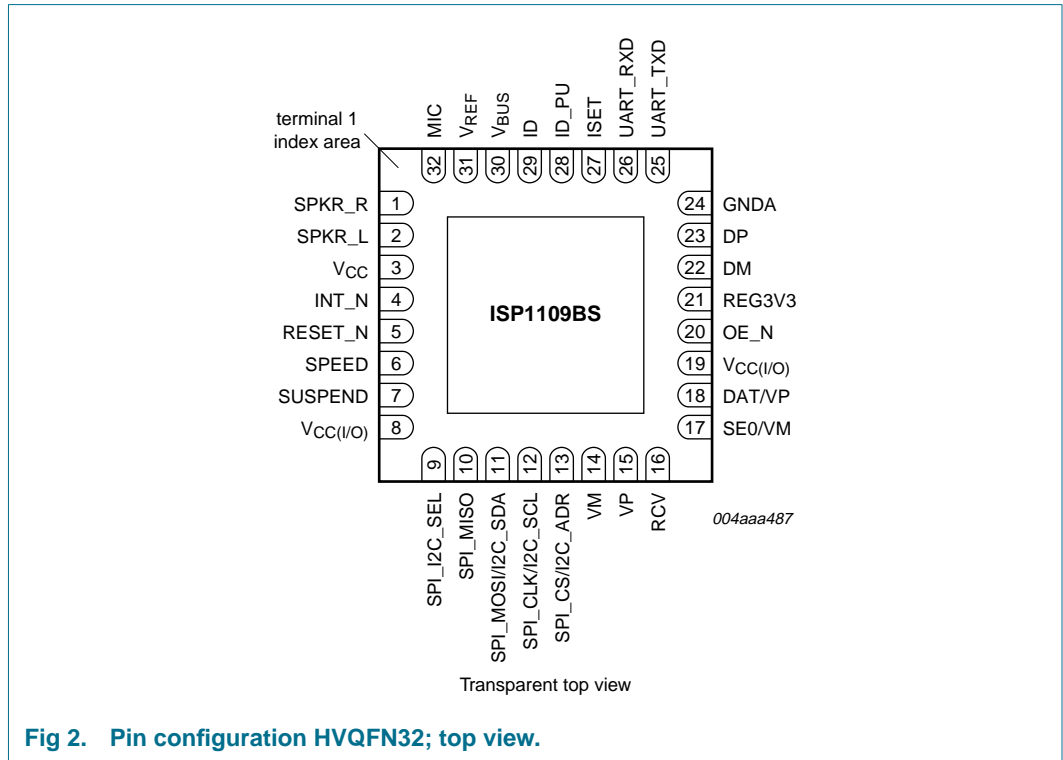 MIC
VREF
VBUS
ID
ID_PU
ISET
UART_RXD
UART_TXD
terminal 1
index area
32
31
30
29
28
27
26
25
SPKR_R 1
SPKR_L 2
VCC 3
INT_N 4
RESET_N 5
SPEED 6
SUSPEND 7
VCC(I/O) 8
ISP1109BS
24 GNDA
23 DP
22 DM
21 REG3V3
20 OE_N
19 VCC(I/O)
18 DAT/VP
17 SE0/VM
9
10
11
12
13
14
15
16
SPI_I2C_SEL
SPI_MISO
SPI_MOSI/I2C_SDA
SPI_CLK/I2C_SCL
SPI_CS/I2C_ADR
VM
VP
RCV
004aaa487
Transparent top view
Fig 2. Pin configuration HVQFN32; top view.